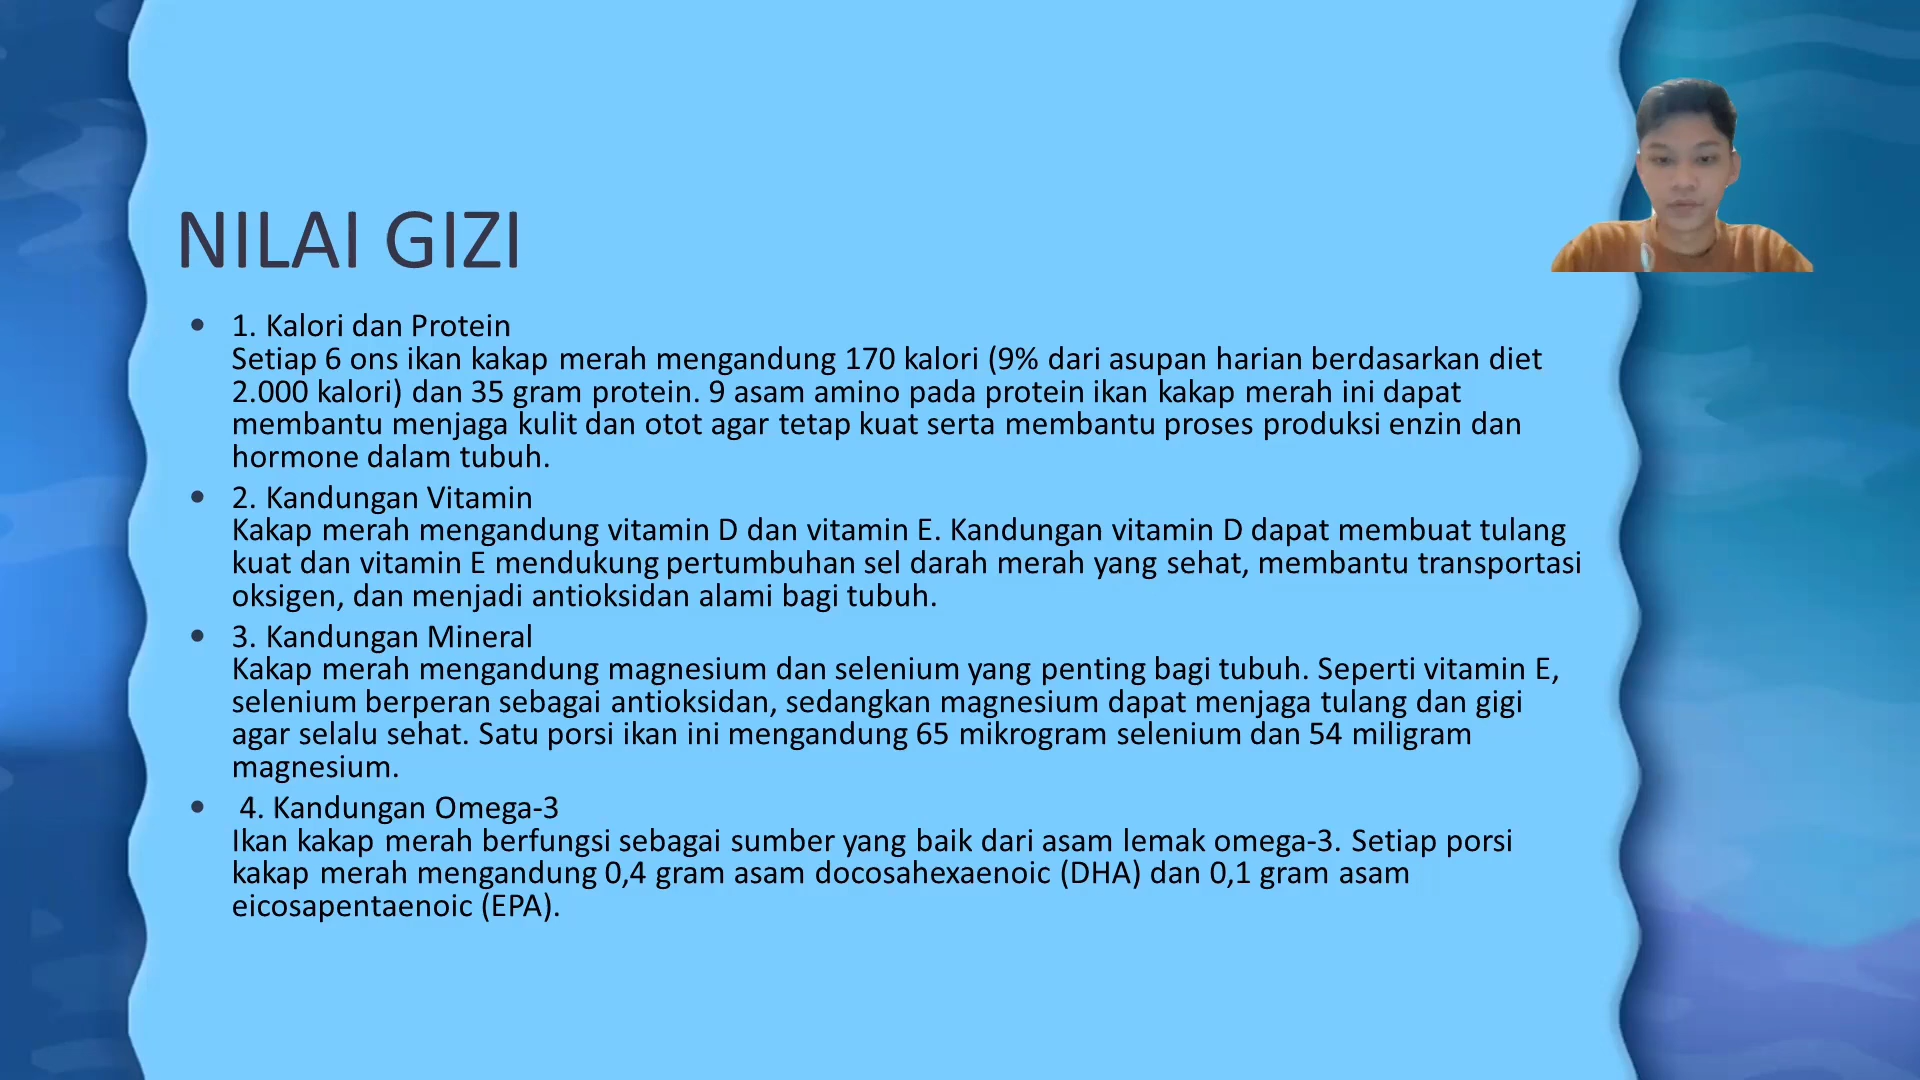 NILAI GIZI
• 1. Kalori dan Protein
Setiap 6 ons ikan kakap merah mengandung 170 kalori (9% dari asupan harian berdasarkan diet
2.000 kalori) dan 35 gram protein. 9 asam amino pada protein ikan kakap merah ini dapat
membantu menjaga kulit dan otot agar tetap kuat serta membantu proses produksi enzin dan
hormone dalam tubuh.
• 2. Kandungan Vitamin
Kakap merah mengandung vitamin D dan vitamin E. Kandungan vitamin D dapat membuat tulang
kuat dan vitamin E mendukung pertumbuhan sel darah merah yang sehat, membantu transportasi
oksigen, dan menjadi antioksidan alami bagi tubuh.
• 3. Kandungan Mineral
Kakap merah mengandung magnesium dan selenium yang penting bagi tubuh. Seperti vitamin E,
selenium berperan sebagai antioksidan, sedangkan magnesium dapat menjaga tulang dan gigi
agar selalu sehat. Satu porsi ikan ini mengandung 65 mikrogram selenium dan 54 miligram
magnesium.
• 4. Kandungan Omega-3
Ikan kakap merah berfungsi sebagai sumber yang baik dari asam lemak omega-3. Setiap porsi
kakap merah mengandung 0,4 gram asam docosahexaenoic (DHA) dan 0,1 gram asam
eicosapentaenoic (EPA).